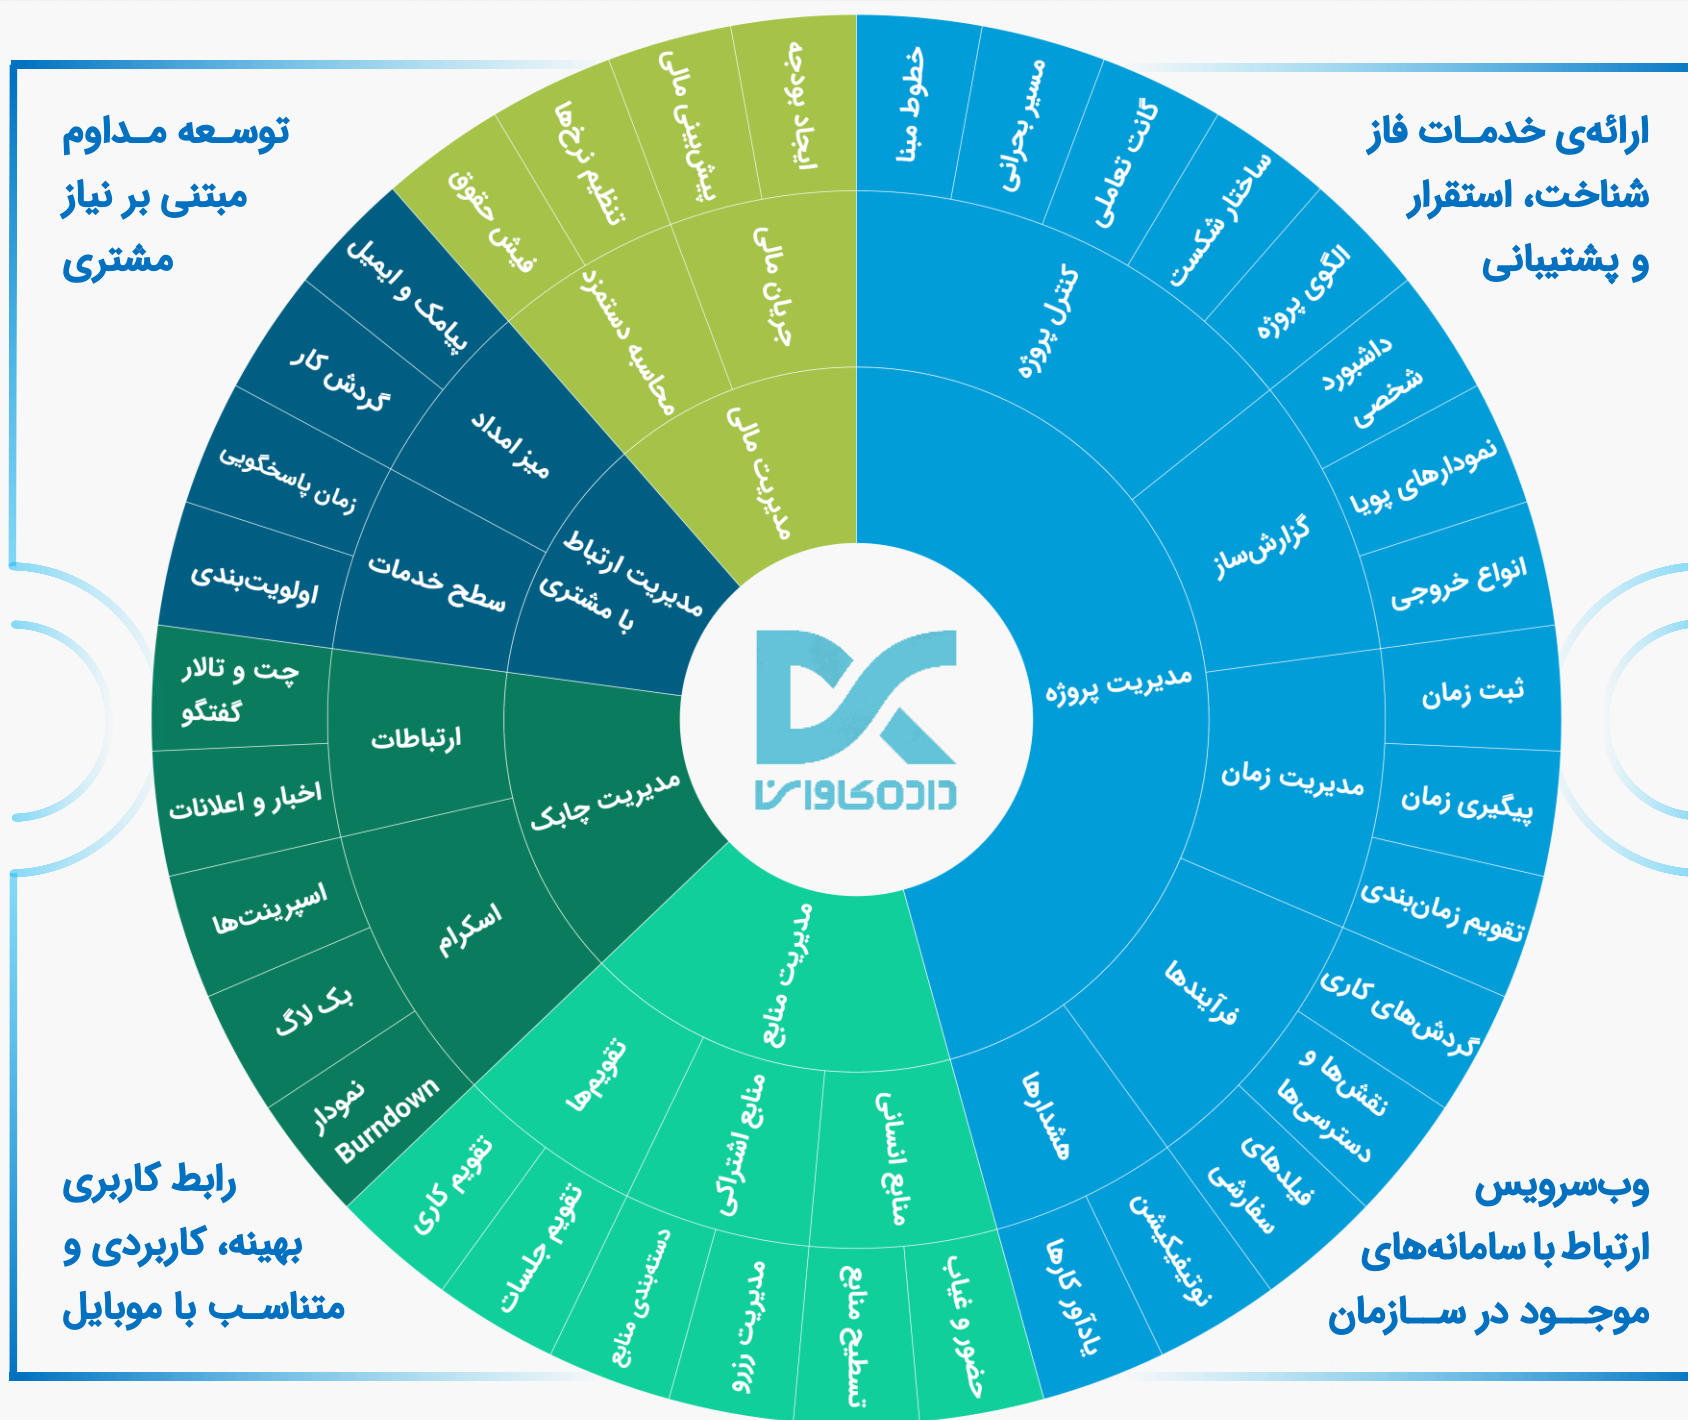 ارائه‌ی خدمـات فاز
شناخت، استقرار
و پشتیبانی
توسـعه مـداوم
مبتنی بر نیاز
مشتری
داده‌کاوان
مدیریت پروژه
کنترل پروژه
خطوط مبنا
مسیر بحرانی
گانت تعاملی
ساختار شکست
الگوی پروژه
گزارش‌ساز
داشبورد
شخصی
نمودارهای پویا
انواع خروجی
مدیریت زمان
ثبت زمان
پیگیری زمان
تقویم زمان‌بندی
فرآیندها
گردش‌های کاری
نقش‌ها و
دسترسی‌ها
فیلدهای
سفارشی
هشدارها
نوتیفیکیشن
یادآور کارها
مدیریت منابع
منابع انسانی
حضور و غیاب
تسطیح منابع
منابع اشتراکی
مدیریت رزرو
دسته‌بندی منابع
تقویم‌ها
تقویم جلسات
تقویم کاری
مدیریت چابک
اسکرام
نمودار
Burndown
بک لاگ
اسپرینت‌ها
ارتباطات
اخبار و اعلانات
چت و تالار
گفتگو
مدیریت ارتباط
با مشتری
سطح خدمات
اولویت‌بندی
زمان پاسخگویی
میز امداد
گردش کار
پیامک و ایمیل
مدیریت مالی
محاسبه دستمزد
فیش حقوق
تنظیم نرخ‌ها
جریان مالی
پیش‌بینی مالی
ایجاد بودجه
وب‌سرویس
ارتباط با سامانه‌های
موجــود در ســازمان
رابط کاربری
بهینه، کاربردی و
متناسـب با موبایل